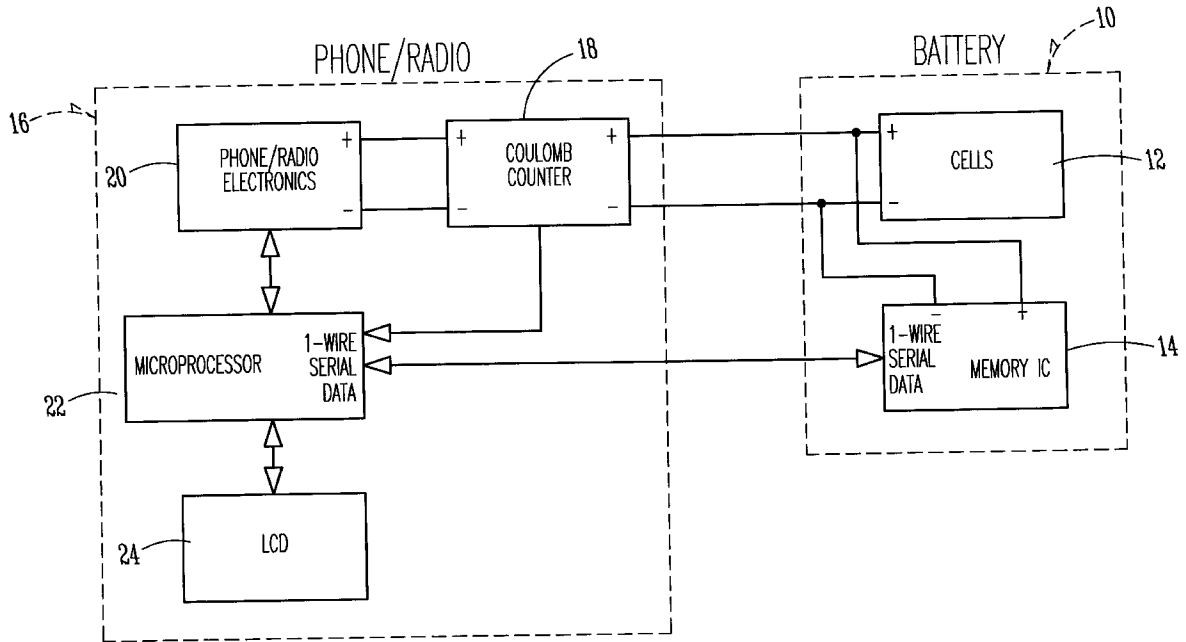 PHONE/RADIO
18
BATTERY
10
16
20
PHONE/RADIO
ELECTRONICS
+
−
+
−
COULOMB
COUNTER
+
−
+
−
CELLS
12
MICROPROCESSOR
1-WIRE
SERIAL
DATA
22
− +
1-WIRE
SERIAL
DATA
MEMORY IC
14
24
LCD